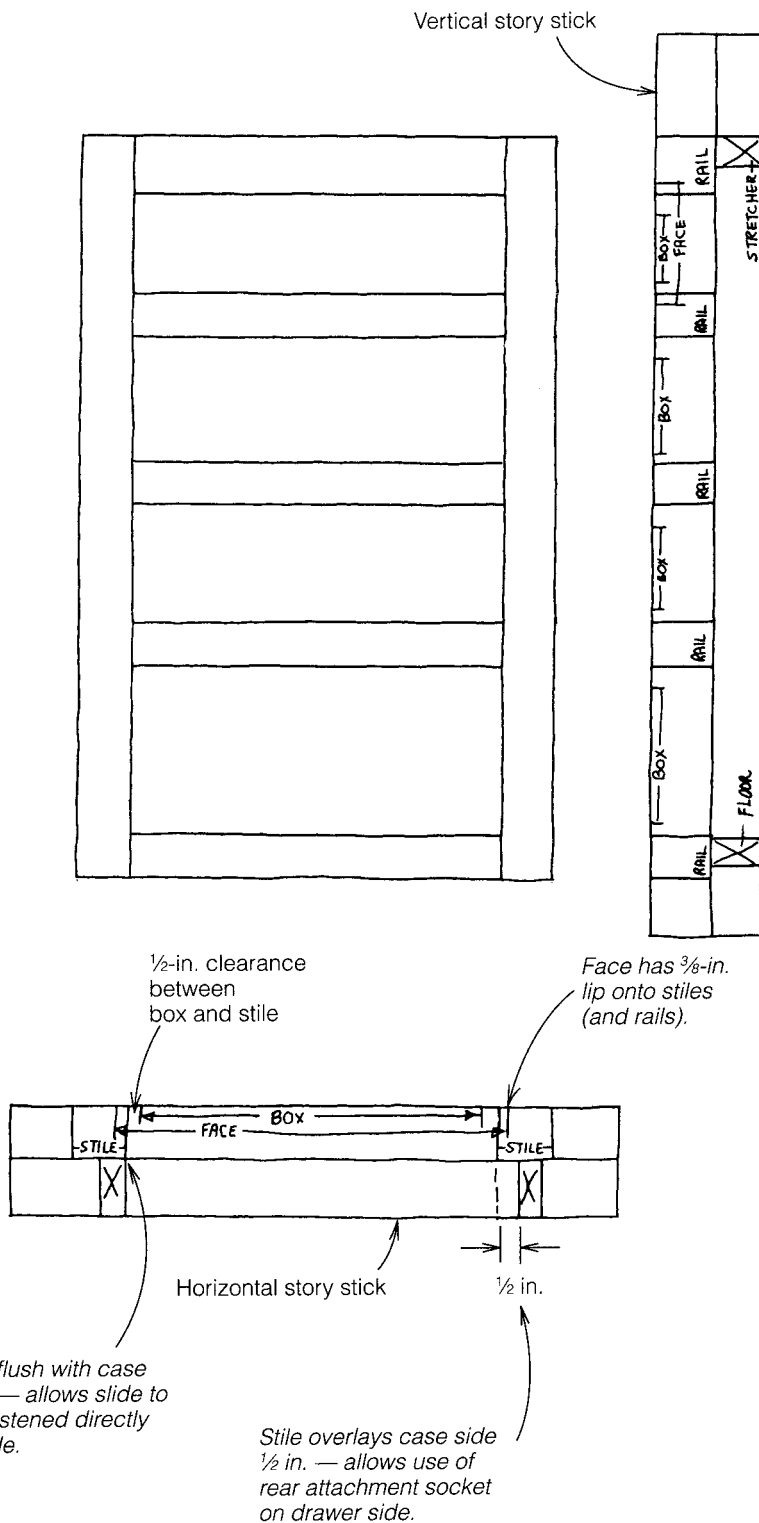 Vertical story stick
RAIL
STRETCHER
BOX
FACE
RAIL
BOX
RAIL
BOX
RAIL
BOX
FLOOR
RAIL
½-in. clearance
between
box and stile
Face has ⅜-in.
lip onto stiles
(and rails).
BOX
FACE
STILE
STILE
Horizontal story stick
½ in.
flush with case
— allows slide to
stened directly
le.
Stile overlays case side
½ in. — allows use of
rear attachment socket
on drawer side.